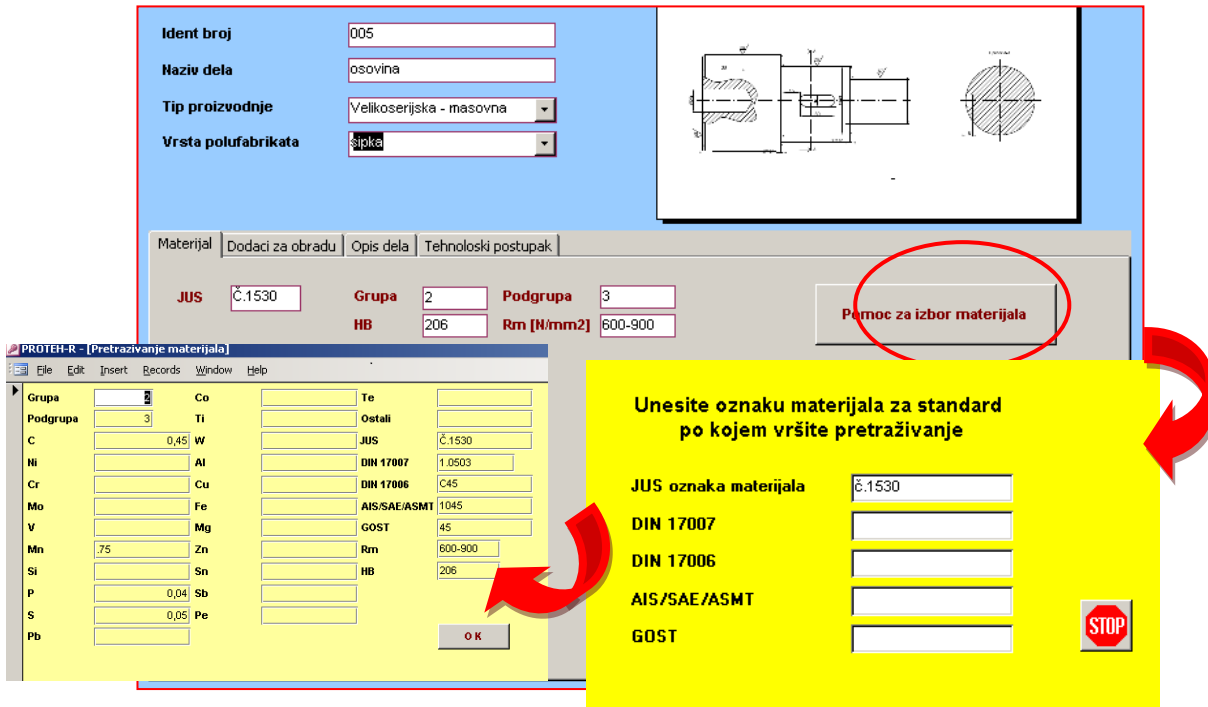 Ident broj 005
Naziv dela osovina
Tip proizvodnje Velikoserijska - masovna
Vrsta polufabrikata sipka
Materijal Dodaci za obradu Opis dela Tehnoloski postupak
JUS Č.1530 Grupa 2 Podgrupa 3
HB 206 Rm [N/mm2] 600-900
Pomoc za izbor materijala
PROTEH-R - [Pretrazivanje materijala]
File Edit Insert Records Window Help
Grupa 2 Co Te
Podgrupa 3 Ti Ostali
C 0,45 W JUS Č.1530
Ni Al DIN 17007 1.0503
Cr Cu DIN 17006 C45
Mo Fe AIS/SAE/ASMT 1045
V Mg GOST 45
Mn .75 Zn Rm 600-900
Si Sn HB 206
P 0,04 Sb
S 0,05 Pe
Pb
O K
Unesite oznaku materijala za standard
po kojem vršite pretraživanje
JUS oznaka materijala č.1530
DIN 17007
DIN 17006
AIS/SAE/ASMT
GOST
STOP